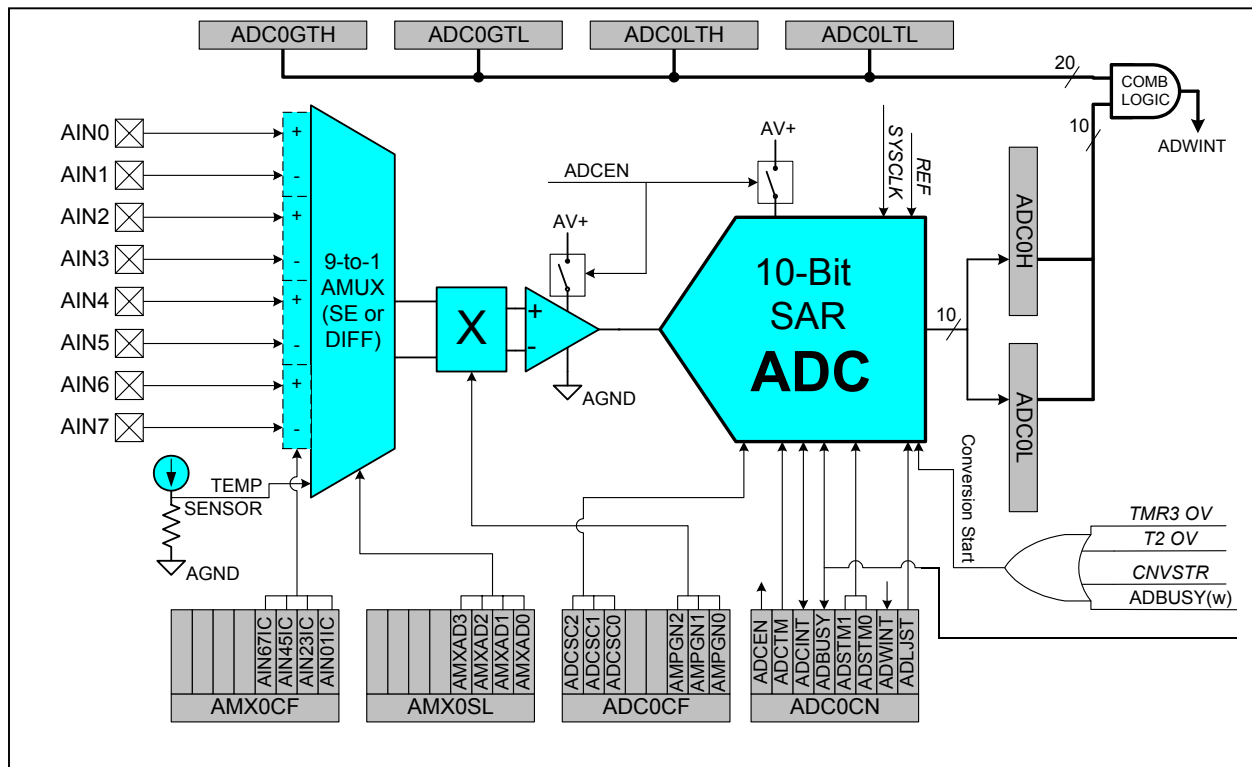 ADC0GTH
ADC0GTL
ADC0LTH
ADC0LTL
20
COMB
LOGIC
10
ADWINT
AIN0
AIN1
AIN2
AIN3
AIN4
AIN5
AIN6
AIN7
+
-
+
-
+
-
+
-
9-to-1
AMUX
(SE or
DIFF)
X
+
-
AV+
AGND
ADCEN
AV+
SYSCLK
REF
10-Bit
SAR
ADC
10
ADC0H
ADC0L
TEMP
SENSOR
AGND
Conversion Start
TMR3 OV
T2 OV
CNVSTR
ADBUSY(w)
AIN67IC
AIN45IC
AIN23IC
AIN01IC
AMX0CF
AMXAD3
AMXAD2
AMXAD1
AMXAD0
AMX0SL
ADCSC2
ADCSC1
ADCSC0
AMPGN2
AMPGN1
AMPGN0
ADC0CF
ADCEN
ADCTM
ADCINT
ADBUSY
ADSTM1
ADSTM0
ADWINT
ADLJST
ADC0CN